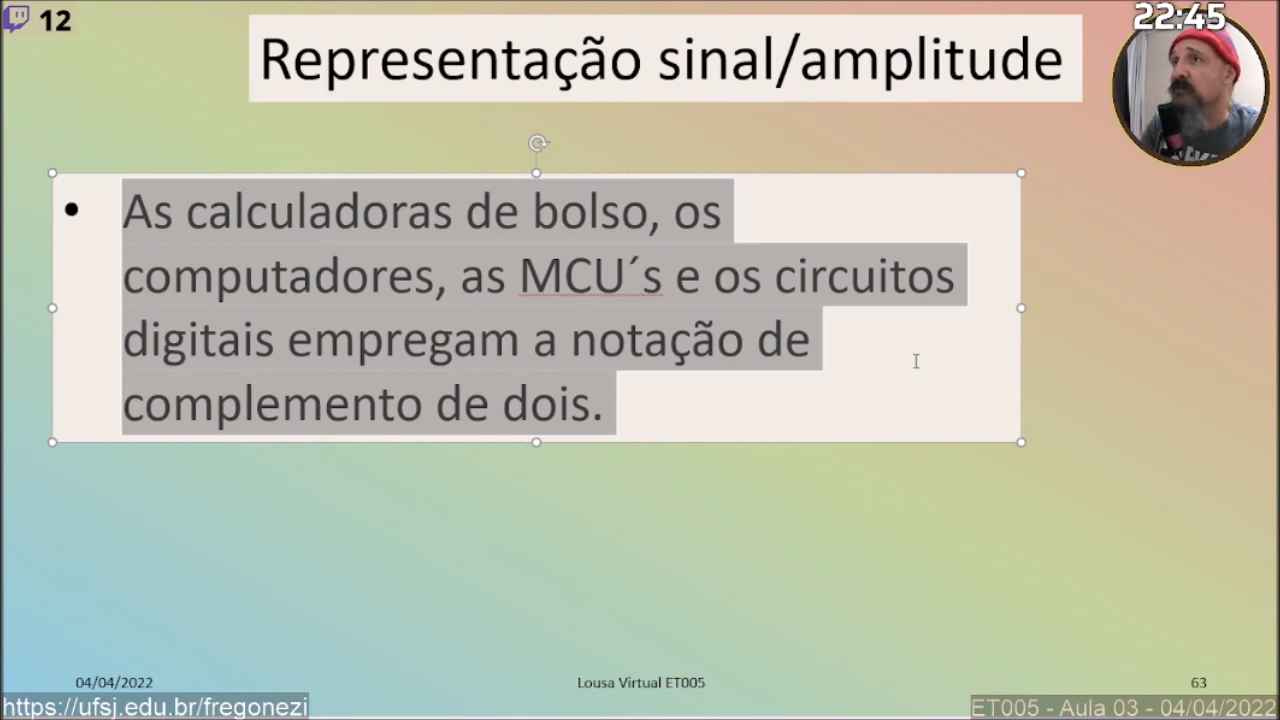 12
22:45
Representação sinal/amplitude
• As calculadoras de bolso, os
computadores, as MCU´s e os circuitos
digitais empregam a notação de
complemento de dois.
04/04/2022
Lousa Virtual ET005
63
https://ufsj.edu.br/fregonezi
ET005 - Aula 03 - 04/04/2022